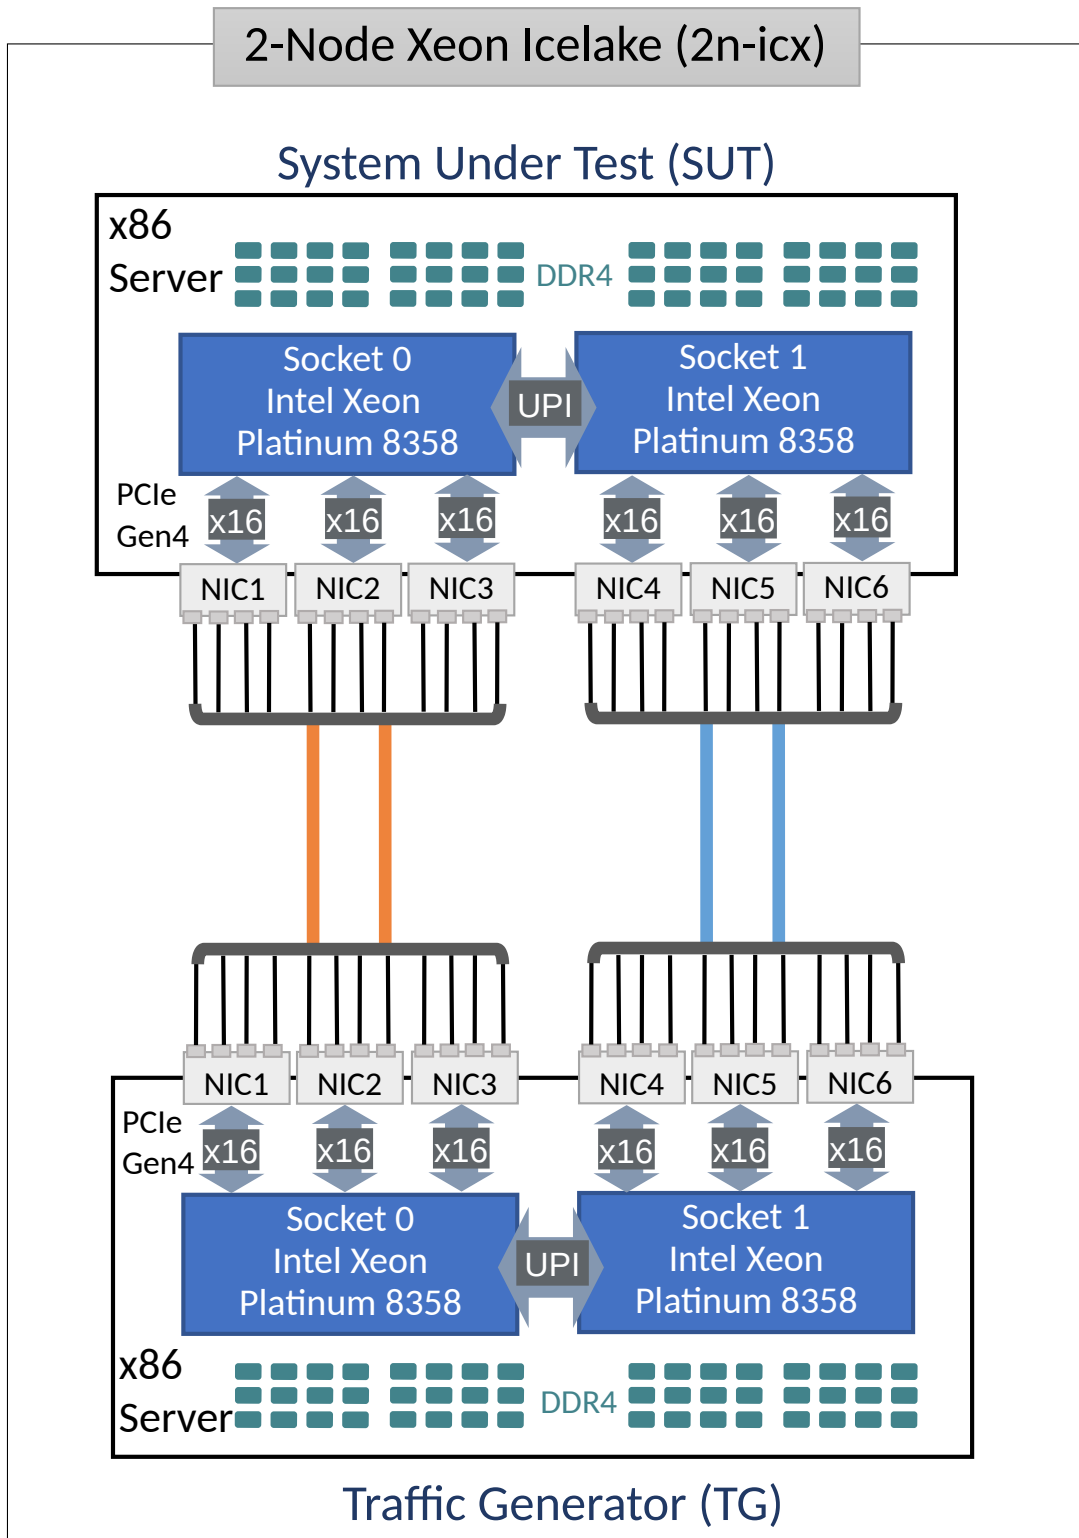 2-Node Xeon Icelake (2n-icx)
System Under Test (SUT)
x86
Server
DDR4
Socket 0
Intel Xeon
Platinum 8358
UPI
Socket 1
Intel Xeon
Platinum 8358
PCIe
Gen4
x16
x16
x16
x16
x16
x16
NIC1
NIC2
NIC3
NIC4
NIC5
NIC6
NIC1
NIC2
NIC3
NIC4
NIC5
NIC6
PCIe
Gen4
x16
x16
x16
x16
x16
x16
Socket 0
Intel Xeon
Platinum 8358
UPI
Socket 1
Intel Xeon
Platinum 8358
x86
Server
DDR4
Traffic Generator (TG)